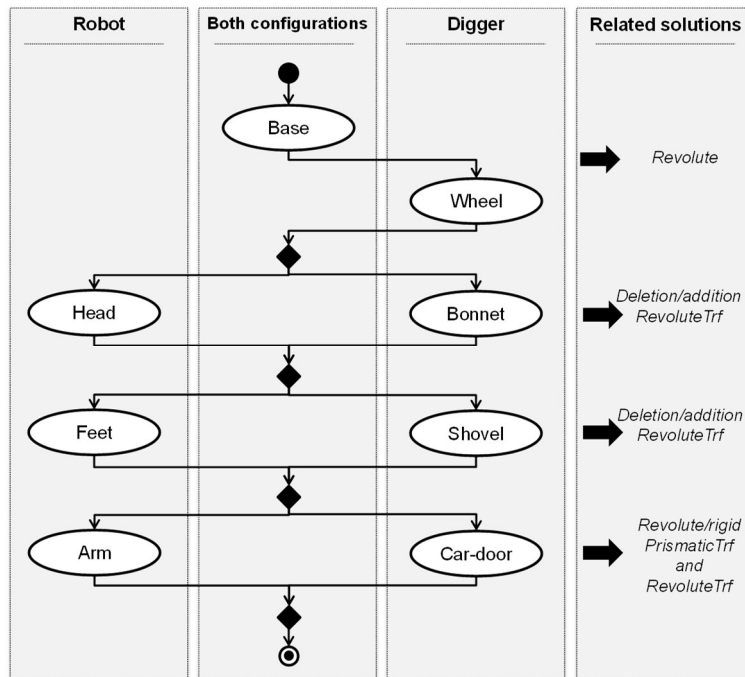 Robot
Both configurations
Digger
Related solutions
Base
Revolute
Wheel
Head
Bonnet
Deletion/addition
RevoluteTrf
Feet
Shovel
Deletion/addition
RevoluteTrf
Arm
Car-door
Revolute/rigid
PrismaticTrf
and
RevoluteTrf